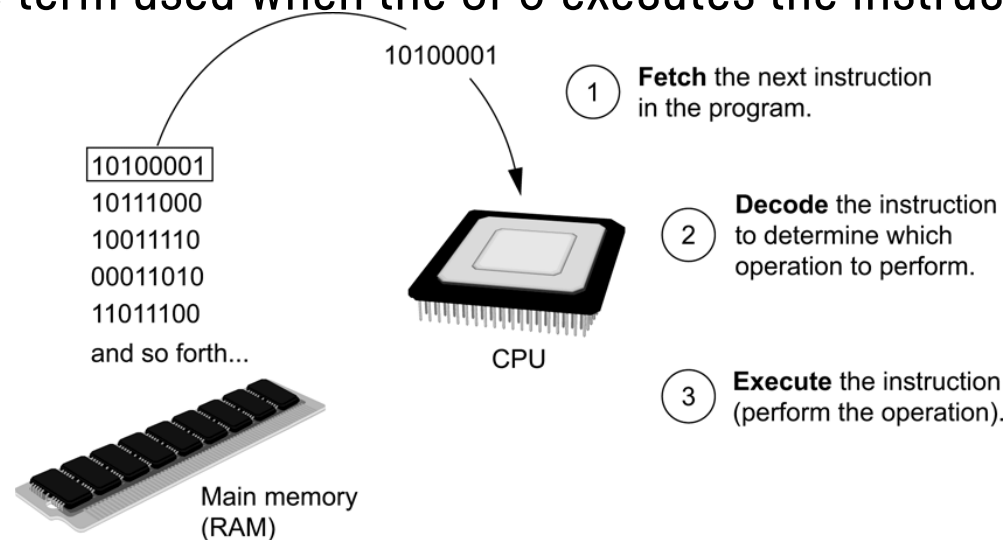 term used when the CPU executes the instruc
10100001
1
Fetch the next instruction
in the program.
10100001
10111000
10011110
00011010
11011100
and so forth...
2
Decode the instruction
to determine which
operation to perform.
CPU
3
Execute the instruction
(perform the operation).
Main memory
(RAM)